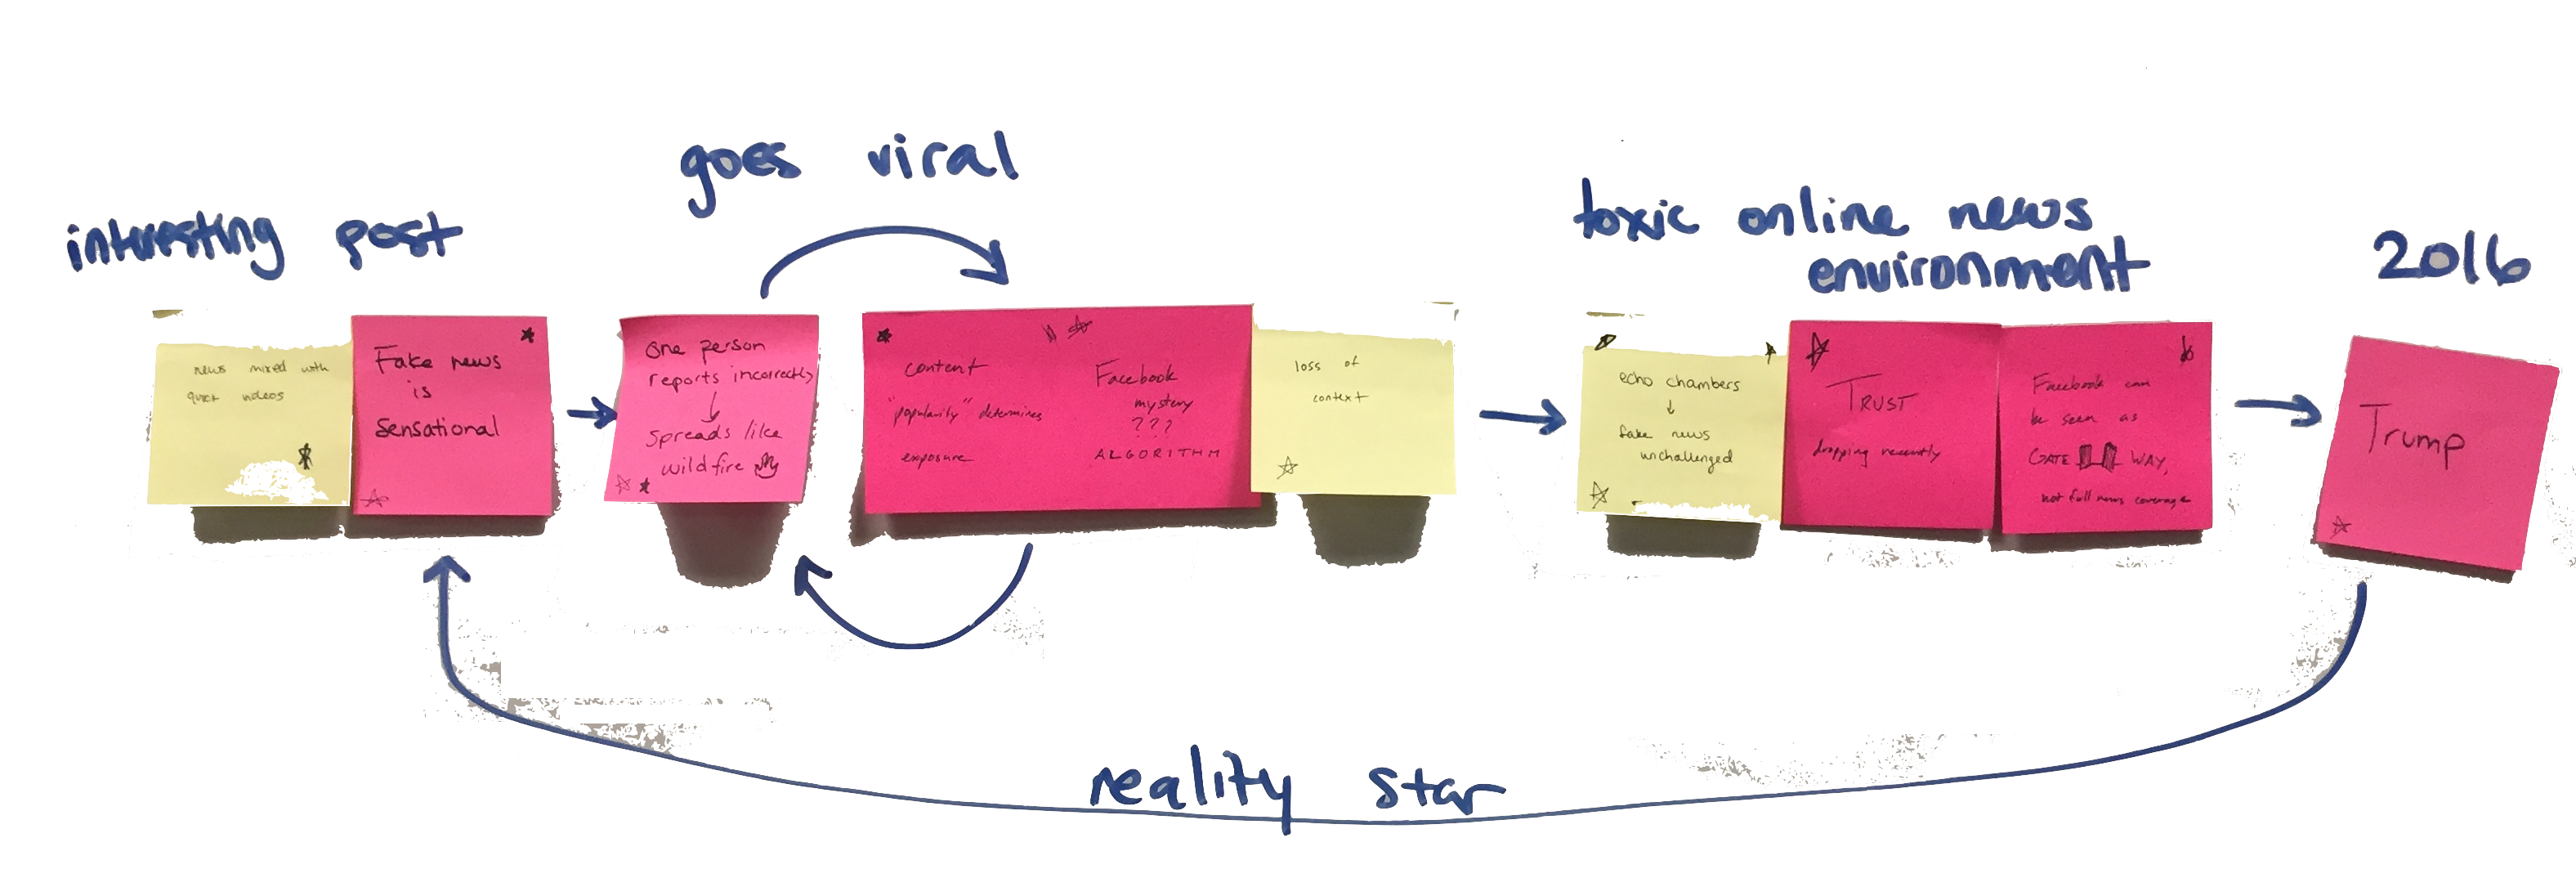 interesting post
news mixed with
quick videos
Fake news
is
Sensational
goes viral
One person
reports incorrectly
spreads like
wildfire
content
"popularity" determines
exposure
Facebook
mystery
???
ALGORITHM
loss of
context
toxic online news
environment
echo chambers
fake news
unchallenged
TRUST
dropping recently
Facebook can
be seen as
GATE WAY,
not full news coverage
2016
Trump
reality star